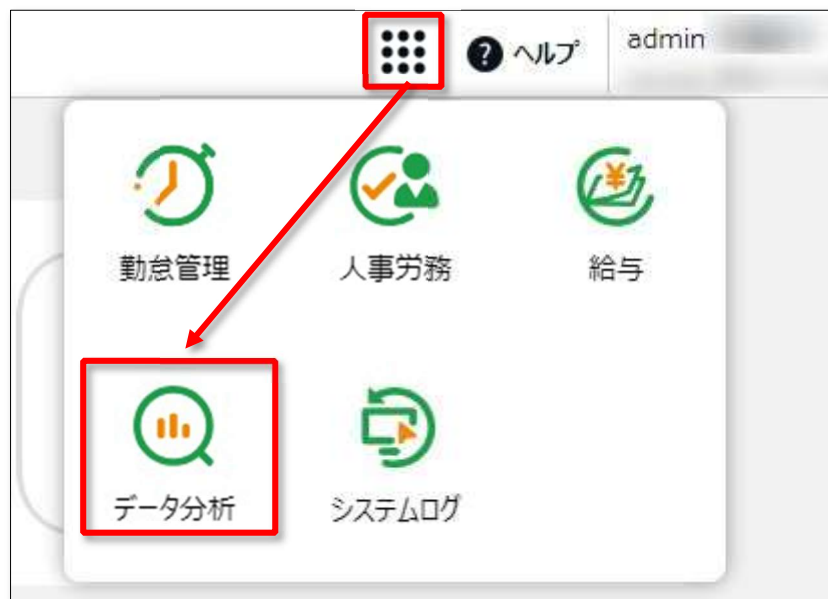 ヘルプ
admin
勤怠管理
人事労務
給与
データ分析
システムログ